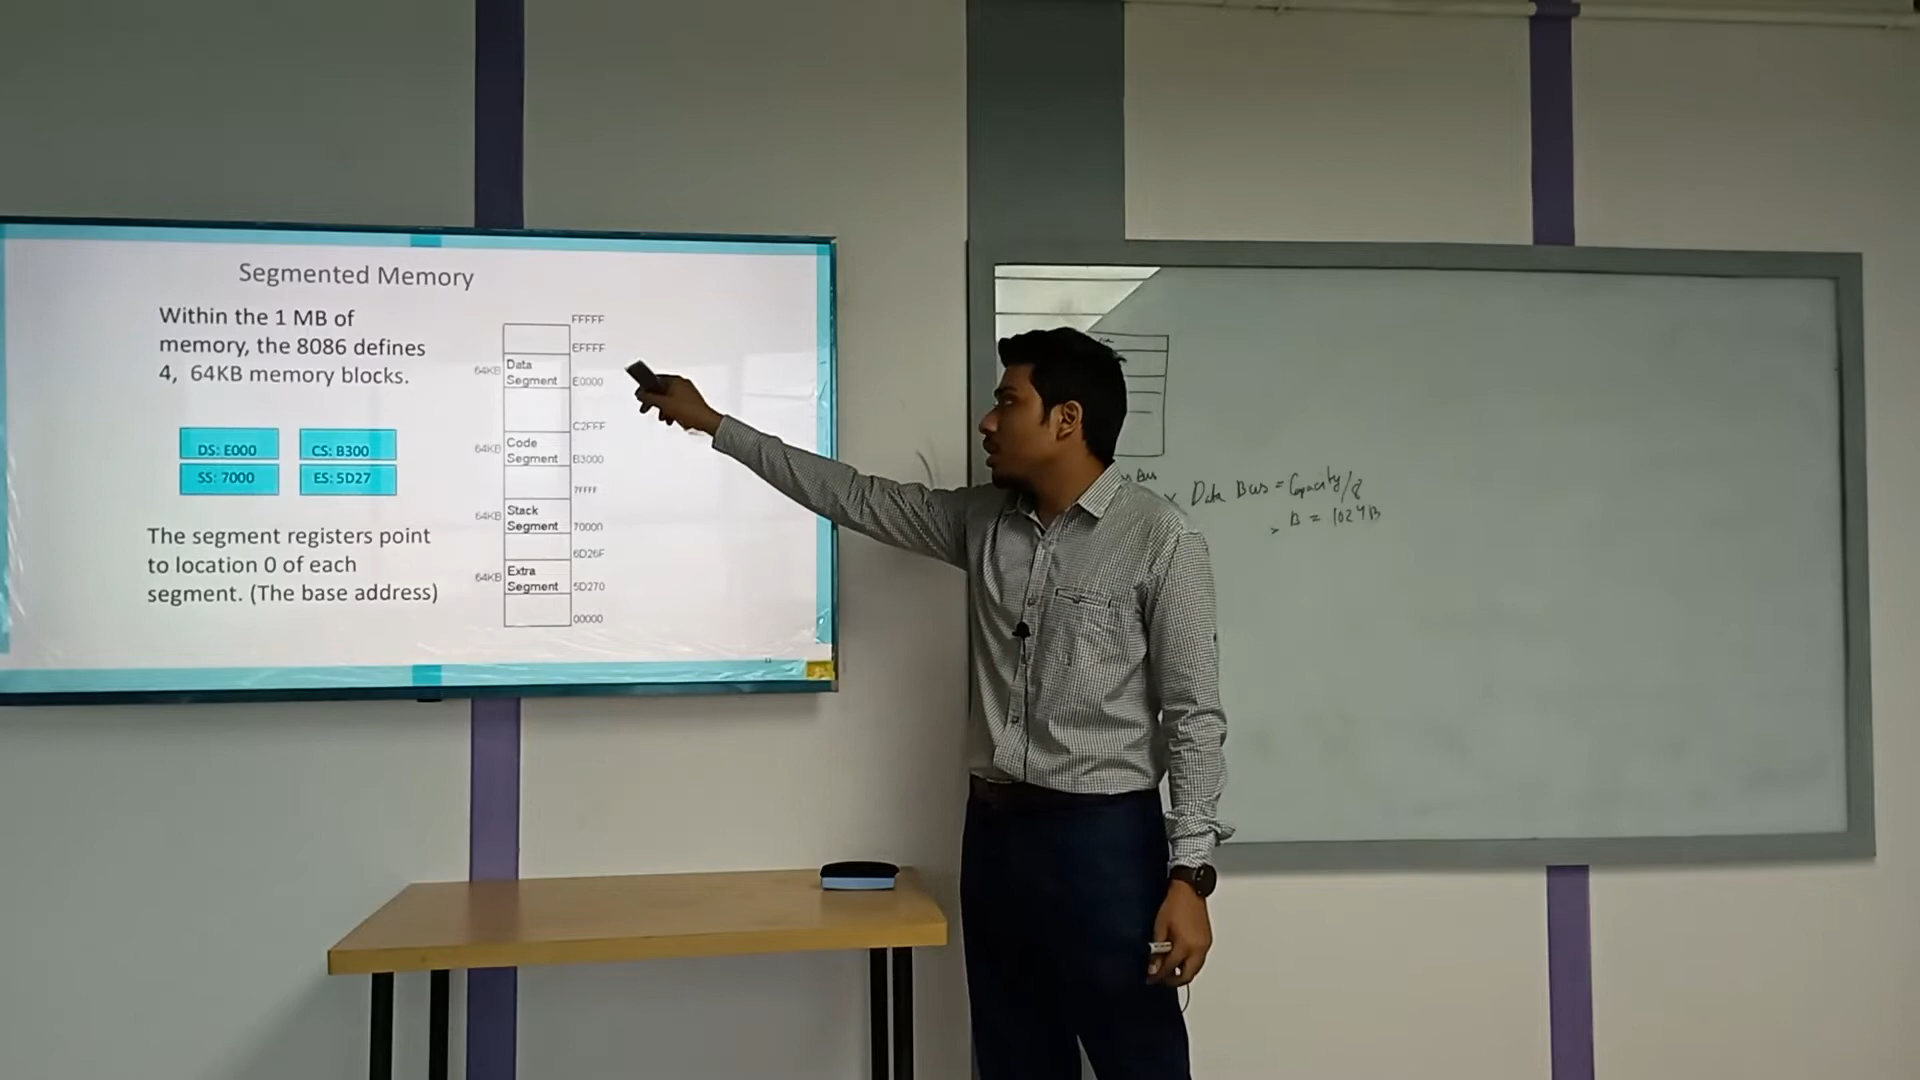 Segmented Memory
Within the 1 MB of
memory, the 8086 defines
4, 64KB memory blocks.
DS: E000
CS: B300
SS: 7000
ES: 5D27
The segment registers point
to location 0 of each
segment. (The base address)
FFFFF
EFFFF
64KB
Data
Segment
E0000
C2FFF
64KB
Code
Segment
B3000
7FFFF
64KB
Stack
Segment
70000
6D26F
64KB
Extra
Segment
5D270
00000
Bus
Data Bus = Capacity/8
B = 1024B